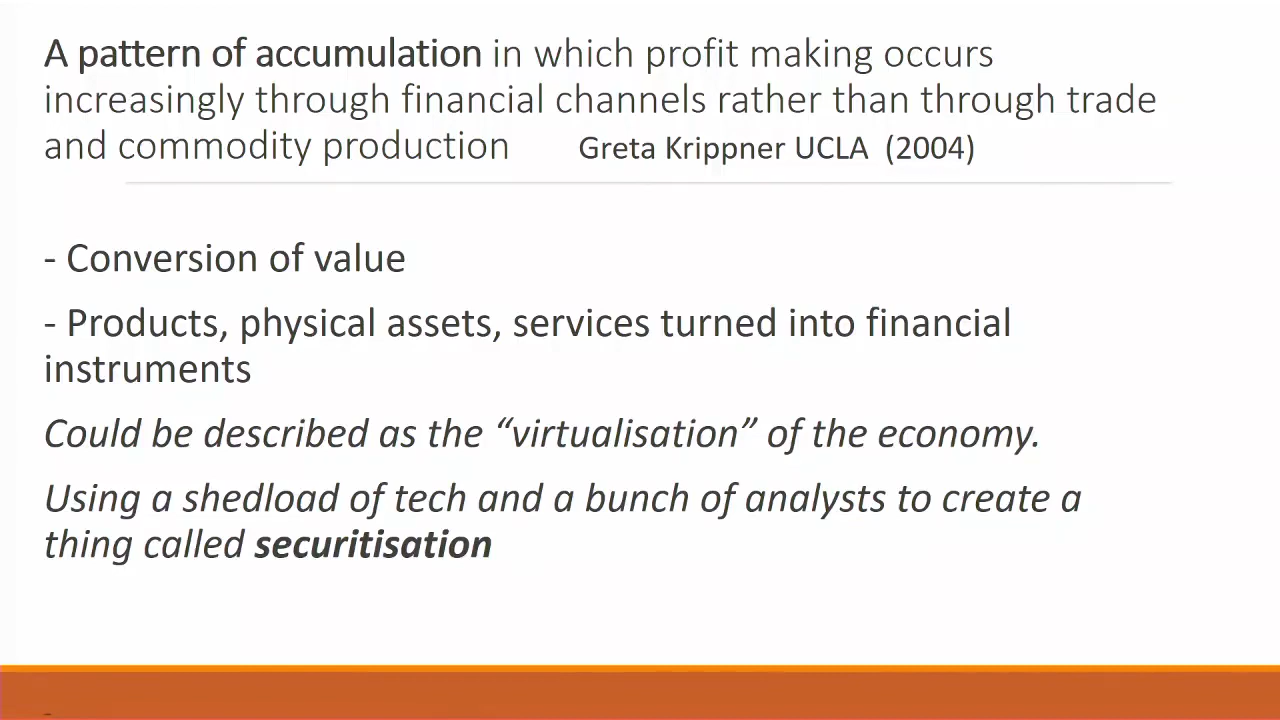 A pattern of accumulation in which profit making occurs
increasingly through financial channels rather than through trade
and commodity production Greta Krippner UCLA (2004)
- Conversion of value
- Products, physical assets, services turned into financial
instruments
Could be described as the “virtualisation” of the economy.
Using a shedload of tech and a bunch of analysts to create a
thing called securitisation